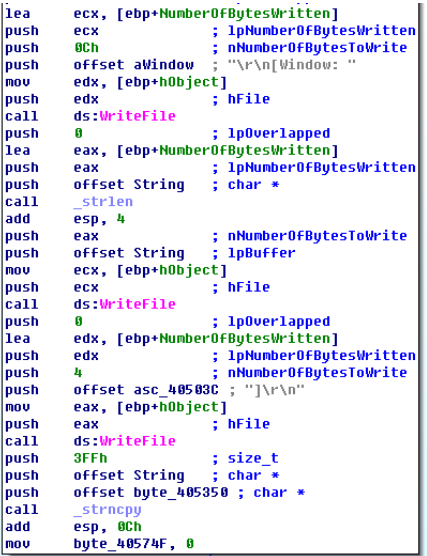 lea ecx, [ebp+NumberOfBytesWritten]
push ecx ; lpNumberOfBytesWritten
push 0Ch ; nNumberOfBytesToWrite
push offset aWindow ; "\r\n[Window: "
mov edx, [ebp+hObject]
push edx ; hFile
call ds:WriteFile
push 0 ; lpOverlapped
lea eax, [ebp+NumberOfBytesWritten]
push eax ; lpNumberOfBytesWritten
push offset String ; char *
call _strlen
add esp, 4
push eax ; nNumberOfBytesToWrite
push offset String ; lpBuffer
mov ecx, [ebp+hObject]
push ecx ; hFile
call ds:WriteFile
push 0 ; lpOverlapped
lea edx, [ebp+NumberOfBytesWritten]
push edx ; lpNumberOfBytesWritten
push 4 ; nNumberOfBytesToWrite
push offset asc_40503C ; "]\r\n"
mov eax, [ebp+hObject]
push eax ; hFile
call ds:WriteFile
push 3FFh ; size_t
push offset String ; char *
push offset byte_405350 ; char *
call _strncpy
add esp, 0Ch
mov byte_40574F, 0